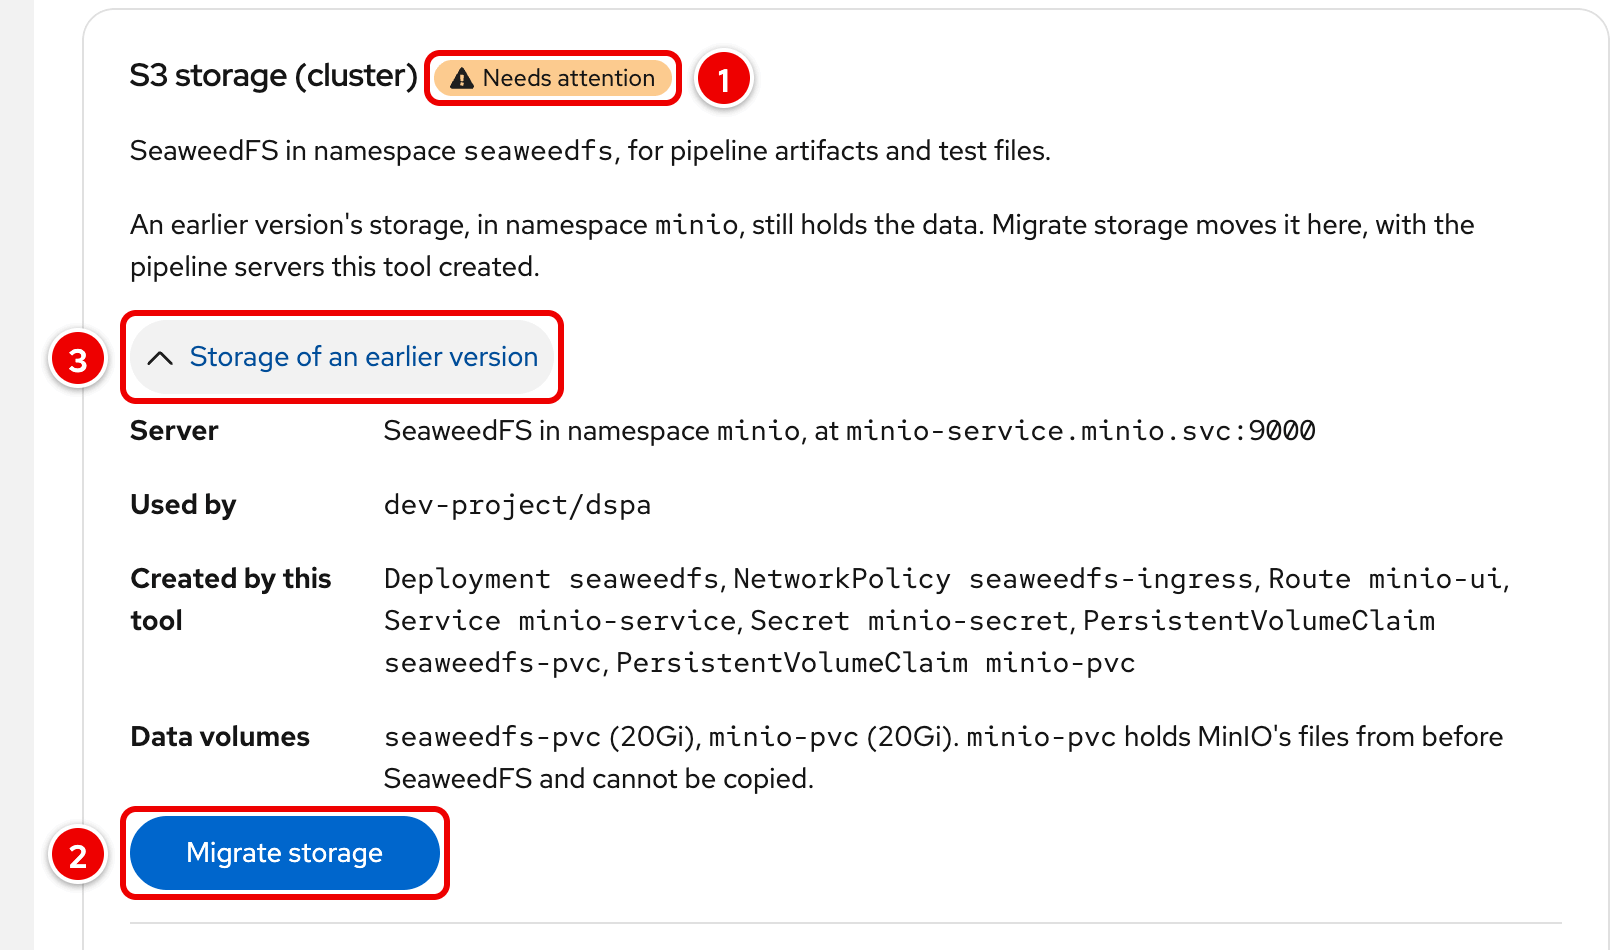 S3 storage (cluster) Needs attention 1
SeaweedFS in namespace seaweedfs, for pipeline artifacts and test files.
An earlier version's storage, in namespace minio, still holds the data. Migrate storage moves it here, with the
pipeline servers this tool created.
3 Storage of an earlier version
Server SeaweedFS in namespace minio, at minio-service.minio.svc:9000
Used by dev-project/dspa
Created by this Deployment seaweedfs, NetworkPolicy seaweedfs-ingress, Route minio-ui,
tool Service minio-service, Secret minio-secret, PersistentVolumeClaim
seaweedfs-pvc, PersistentVolumeClaim minio-pvc
Data volumes seaweedfs-pvc (20Gi), minio-pvc (20Gi). minio-pvc holds MinIO's files from before
SeaweedFS and cannot be copied.
2 Migrate storage